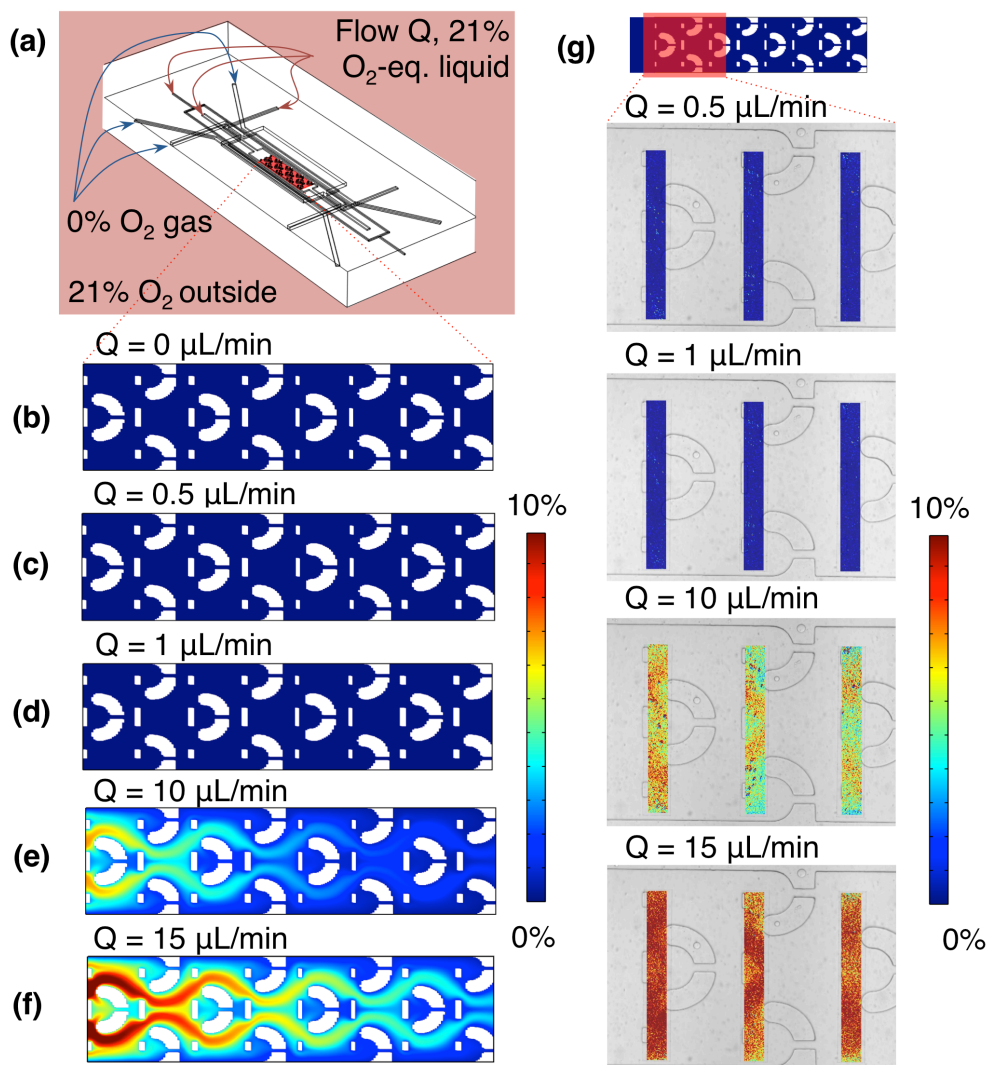 (a)
Flow Q, 21%
O₂-eq. liquid
0% O₂ gas
21% O₂ outside
Q = 0 μL/min
(b)
Q = 0.5 μL/min
(c)
Q = 1 μL/min
(d)
Q = 10 μL/min
(e)
Q = 15 μL/min
(f)
10%
0%
(g)
Q = 0.5 μL/min
Q = 1 μL/min
Q = 10 μL/min
Q = 15 μL/min
10%
0%